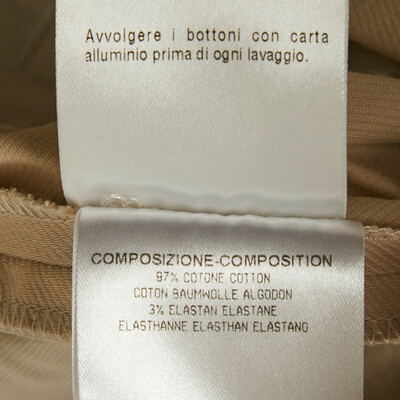 Avvolgere i bottoni con carta
alluminio prima di ogni lavaggio.
COMPOSIZIONE-COMPOSITION
97% COTONE COTTON
COTON BAUMWOLLE ALGODON
3% ELASTAN ELASTANE
ELASTHANNE ELASTHAN ELASTANO